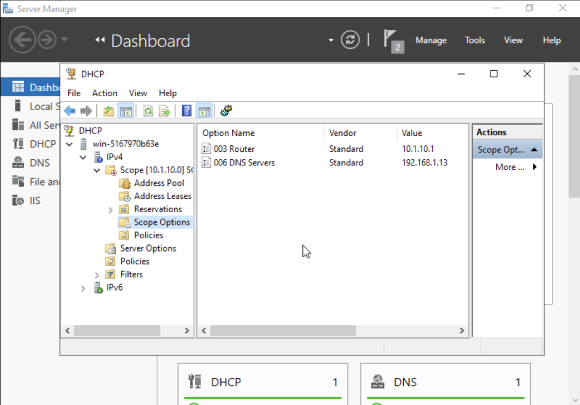 Server Manager
Dashboard
2
Manage Tools View Help
DHCP
File Action View Help
Dashb
Local S
All Ser
DHCP
DNS
File and
IIS
DHCP
win-5167970b63e
IPv4
Scope [10.1.10.0] S
Address Pool
Address Leases
Reservations
Scope Options
Policies
Server Options
Policies
Filters
IPv6
Option Name Vendor Value
003 Router Standard 10.1.10.1
006 DNS Servers Standard 192.168.1.13
Actions
Scope Opt...
More ...
DHCP 1
DNS 1